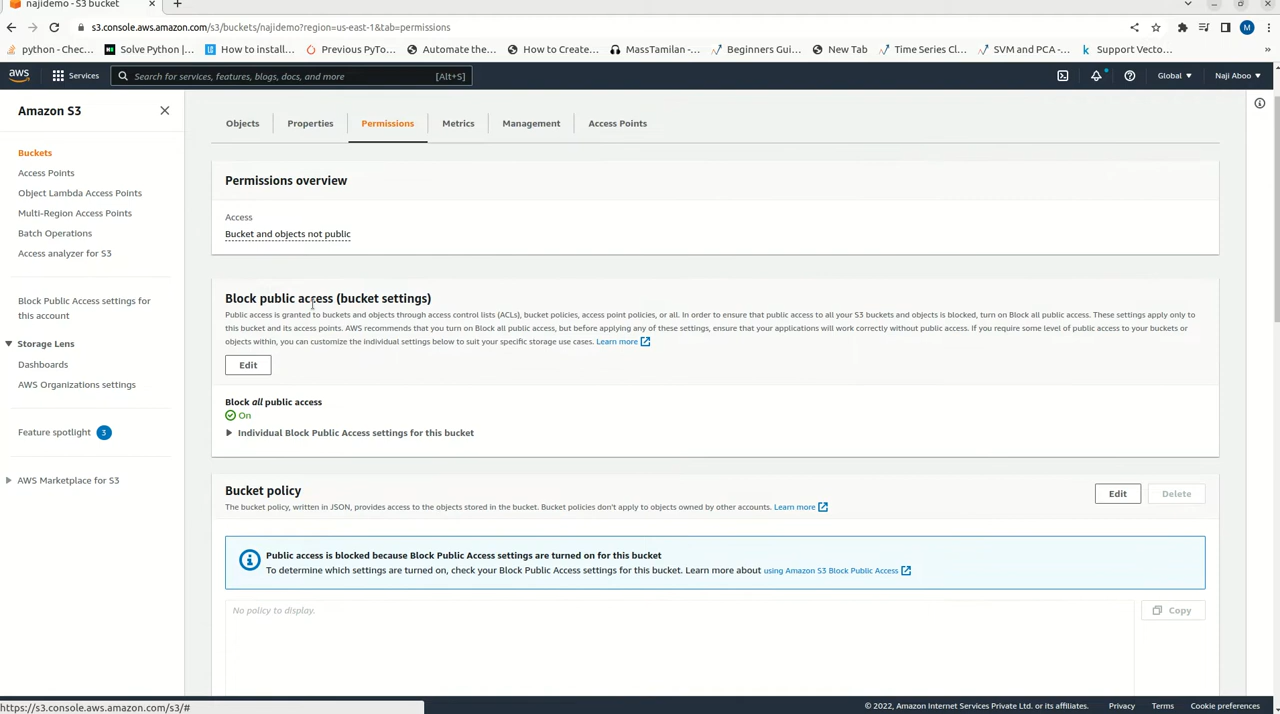 najidemo - S3 bucket
s3.console.aws.amazon.com/s3/buckets/najidemo?region=us-east-1&tab=permissions
M
python - Chec... Solve Python |... How to install... Previous PyTo... Automate the... How to Create... MassTamilan -... Beginners Gui... New Tab Time Series Cl... SVM and PCA -... Support Vecto... »
aws Services Search for services, features, blogs, docs, and more [Alt+S] Global Naji Aboo
Amazon S3
Buckets
Access Points
Object Lambda Access Points
Multi-Region Access Points
Batch Operations
Access analyzer for S3
Block Public Access settings for
this account
Storage Lens
Dashboards
AWS Organizations settings
Feature spotlight 3
AWS Marketplace for S3
Objects Properties Permissions Metrics Management Access Points
Permissions overview
Access
Bucket and objects not public
Block public access (bucket settings)
Public access is granted to buckets and objects through access control lists (ACLs), bucket policies, access point policies, or all. In order to ensure that public access to all your S3 buckets and objects is blocked, turn on Block all public access. These settings apply only to
this bucket and its access points. AWS recommends that you turn on Block all public access, but before applying any of these settings, ensure that your applications will work correctly without public access. If you require some level of public access to your buckets or
objects within, you can customize the individual settings below to suit your specific storage use cases. Learn more
Edit
Block all public access
On
Individual Block Public Access settings for this bucket
Bucket policy
Edit Delete
The bucket policy, written in JSON, provides access to the objects stored in the bucket. Bucket policies don't apply to objects owned by other accounts. Learn more
Public access is blocked because Block Public Access settings are turned on for this bucket
To determine which settings are turned on, check your Block Public Access settings for this bucket. Learn more about using Amazon S3 Block Public Access
No policy to display.
Copy
https://s3.console.aws.amazon.com/s3/#
© 2022, Amazon Internet Services Private Ltd. or its affiliates. Privacy Terms Cookie preferences